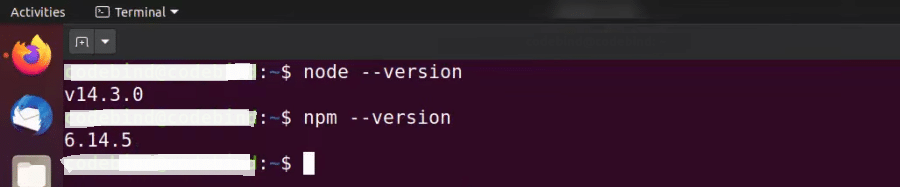 Activities Terminal
:~$ node --version
v14.3.0
:~$ npm --version
6.14.5
:~$